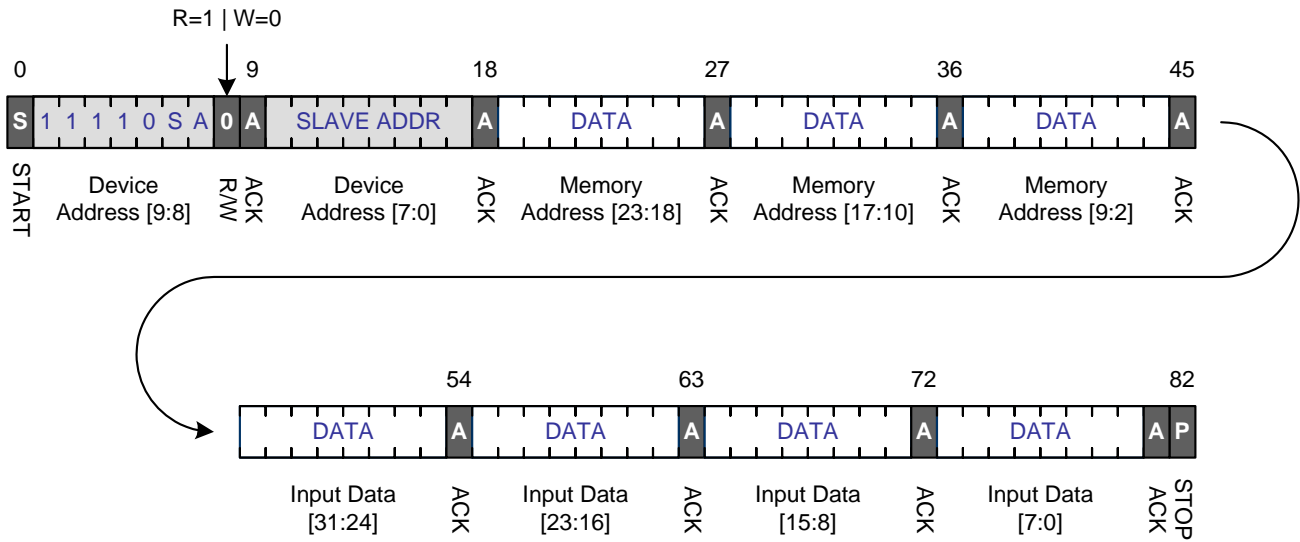 R=1 | W=0
0 9 18 27 36 45
S 1 1 1 1 0 S A 0 A SLAVE ADDR A DATA A DATA A DATA A
START Device Address [9:8] R/W ACK Device Address [7:0] ACK Memory Address [23:18] ACK Memory Address [17:10] ACK Memory Address [9:2] ACK
54 63 72 82
DATA A DATA A DATA A DATA A P
Input Data [31:24] ACK Input Data [23:16] ACK Input Data [15:8] ACK Input Data [7:0] ACK STOP